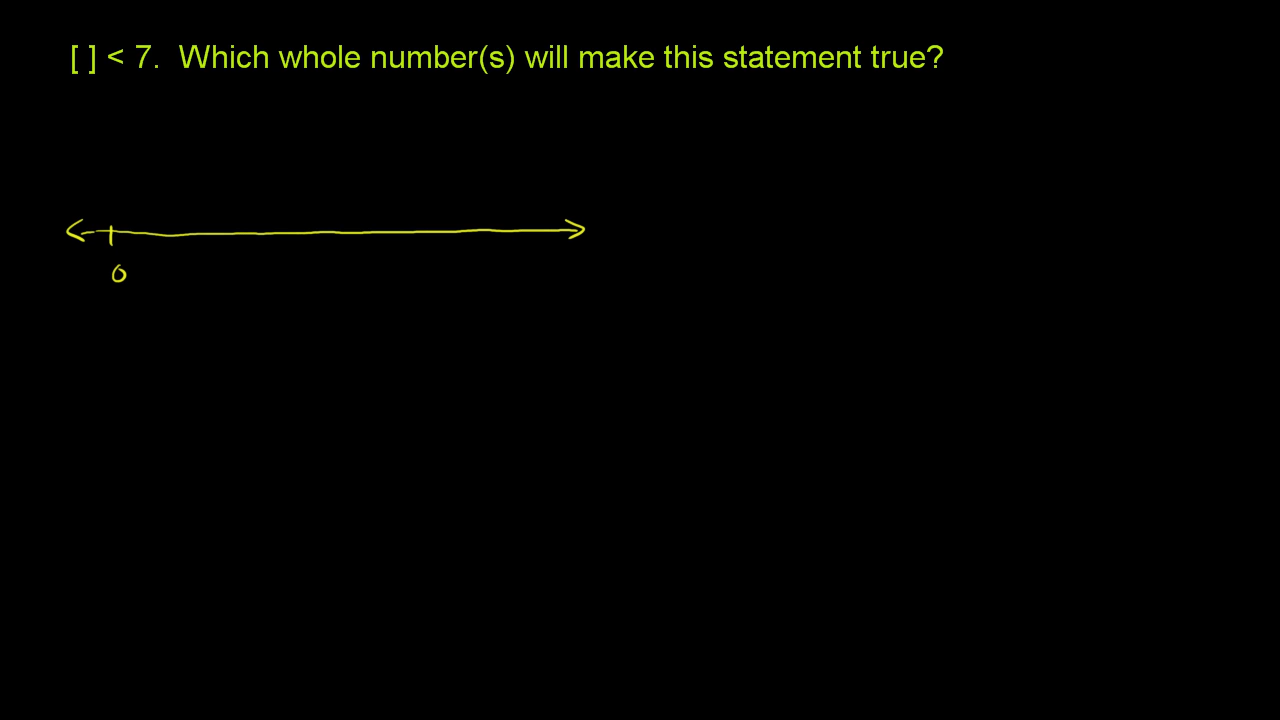 [ ] < 7.  Which whole number(s) will make this statement true?
0